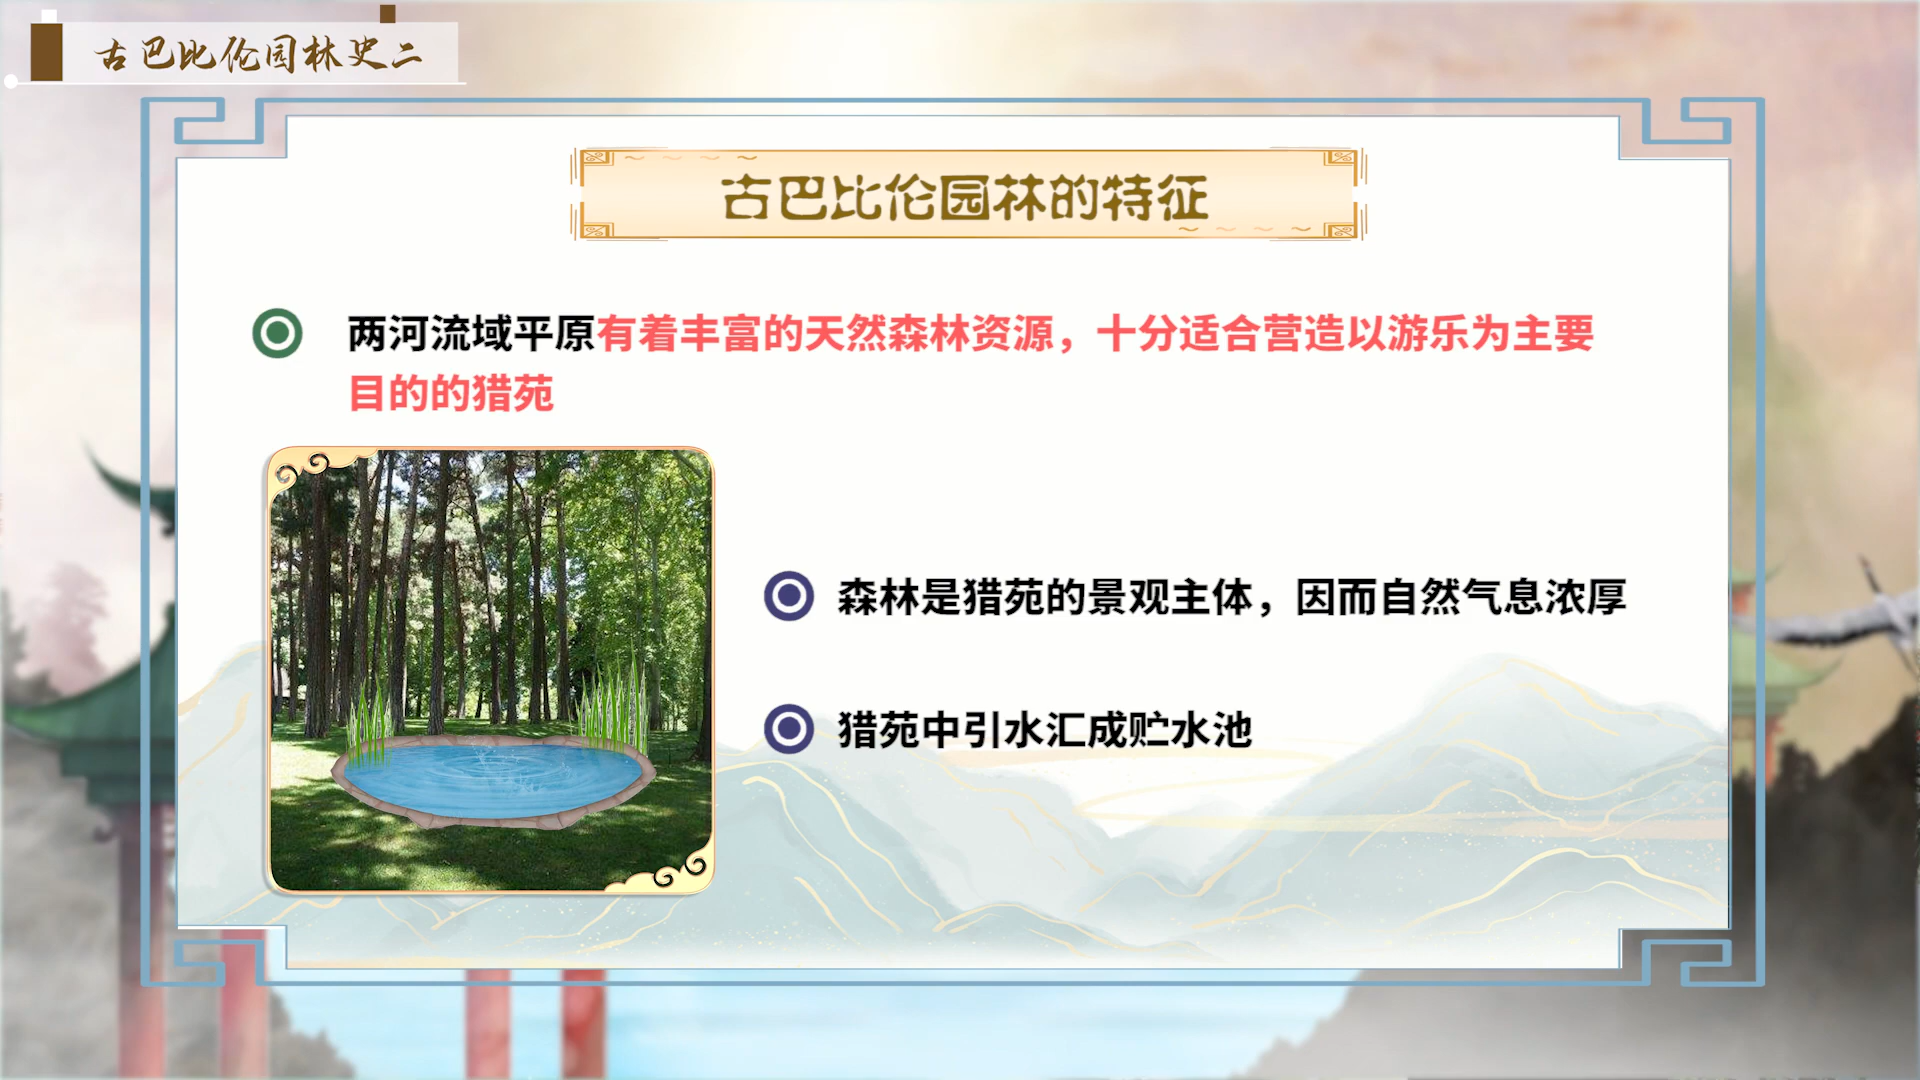 古巴比伦园林史二
古巴比伦园林的特征
两河流域平原有着丰富的天然森林资源，十分适合营造以游乐为主要
目的的猎苑
森林是猎苑的景观主体，因而自然气息浓厚
猎苑中引水汇成贮水池